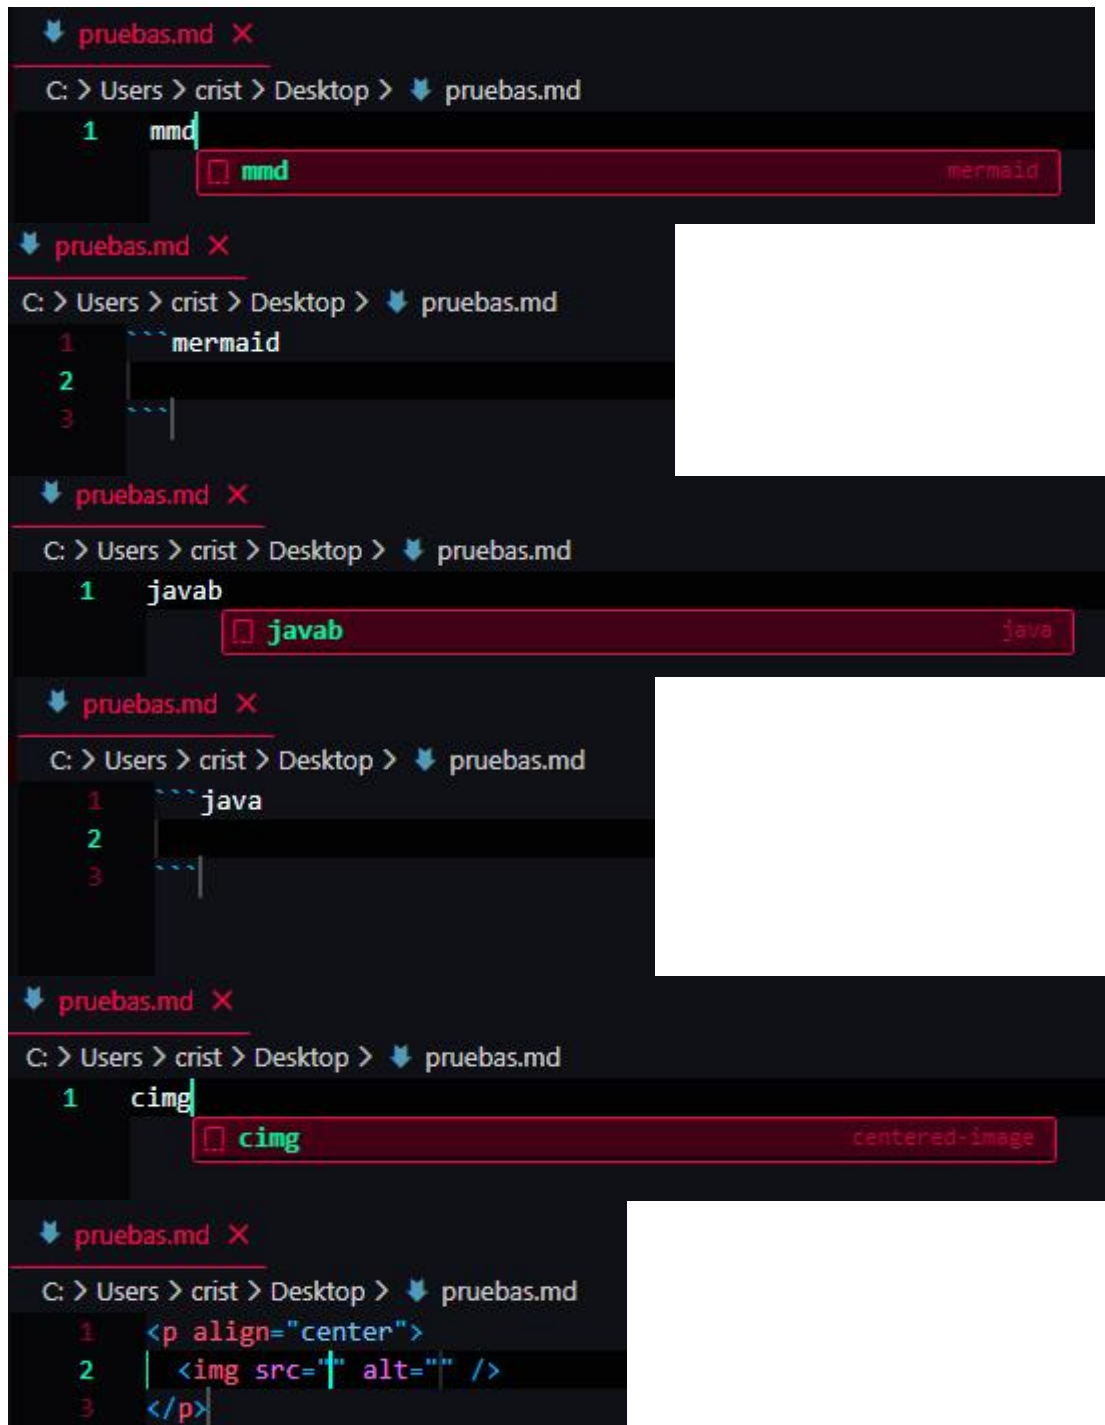 pruebas.md ×
C: > Users > crist > Desktop > pruebas.md
1 mmd
mmd mermaid
pruebas.md ×
C: > Users > crist > Desktop > pruebas.md
1 ```mermaid
2
3 ```
pruebas.md ×
C: > Users > crist > Desktop > pruebas.md
1 javab
javab java
pruebas.md ×
C: > Users > crist > Desktop > pruebas.md
1 ```java
2
3 ```
pruebas.md ×
C: > Users > crist > Desktop > pruebas.md
1 cimg
cimg centered-image
pruebas.md ×
C: > Users > crist > Desktop > pruebas.md
1 <p align="center">
2 <img src="" alt="" />
3 </p>